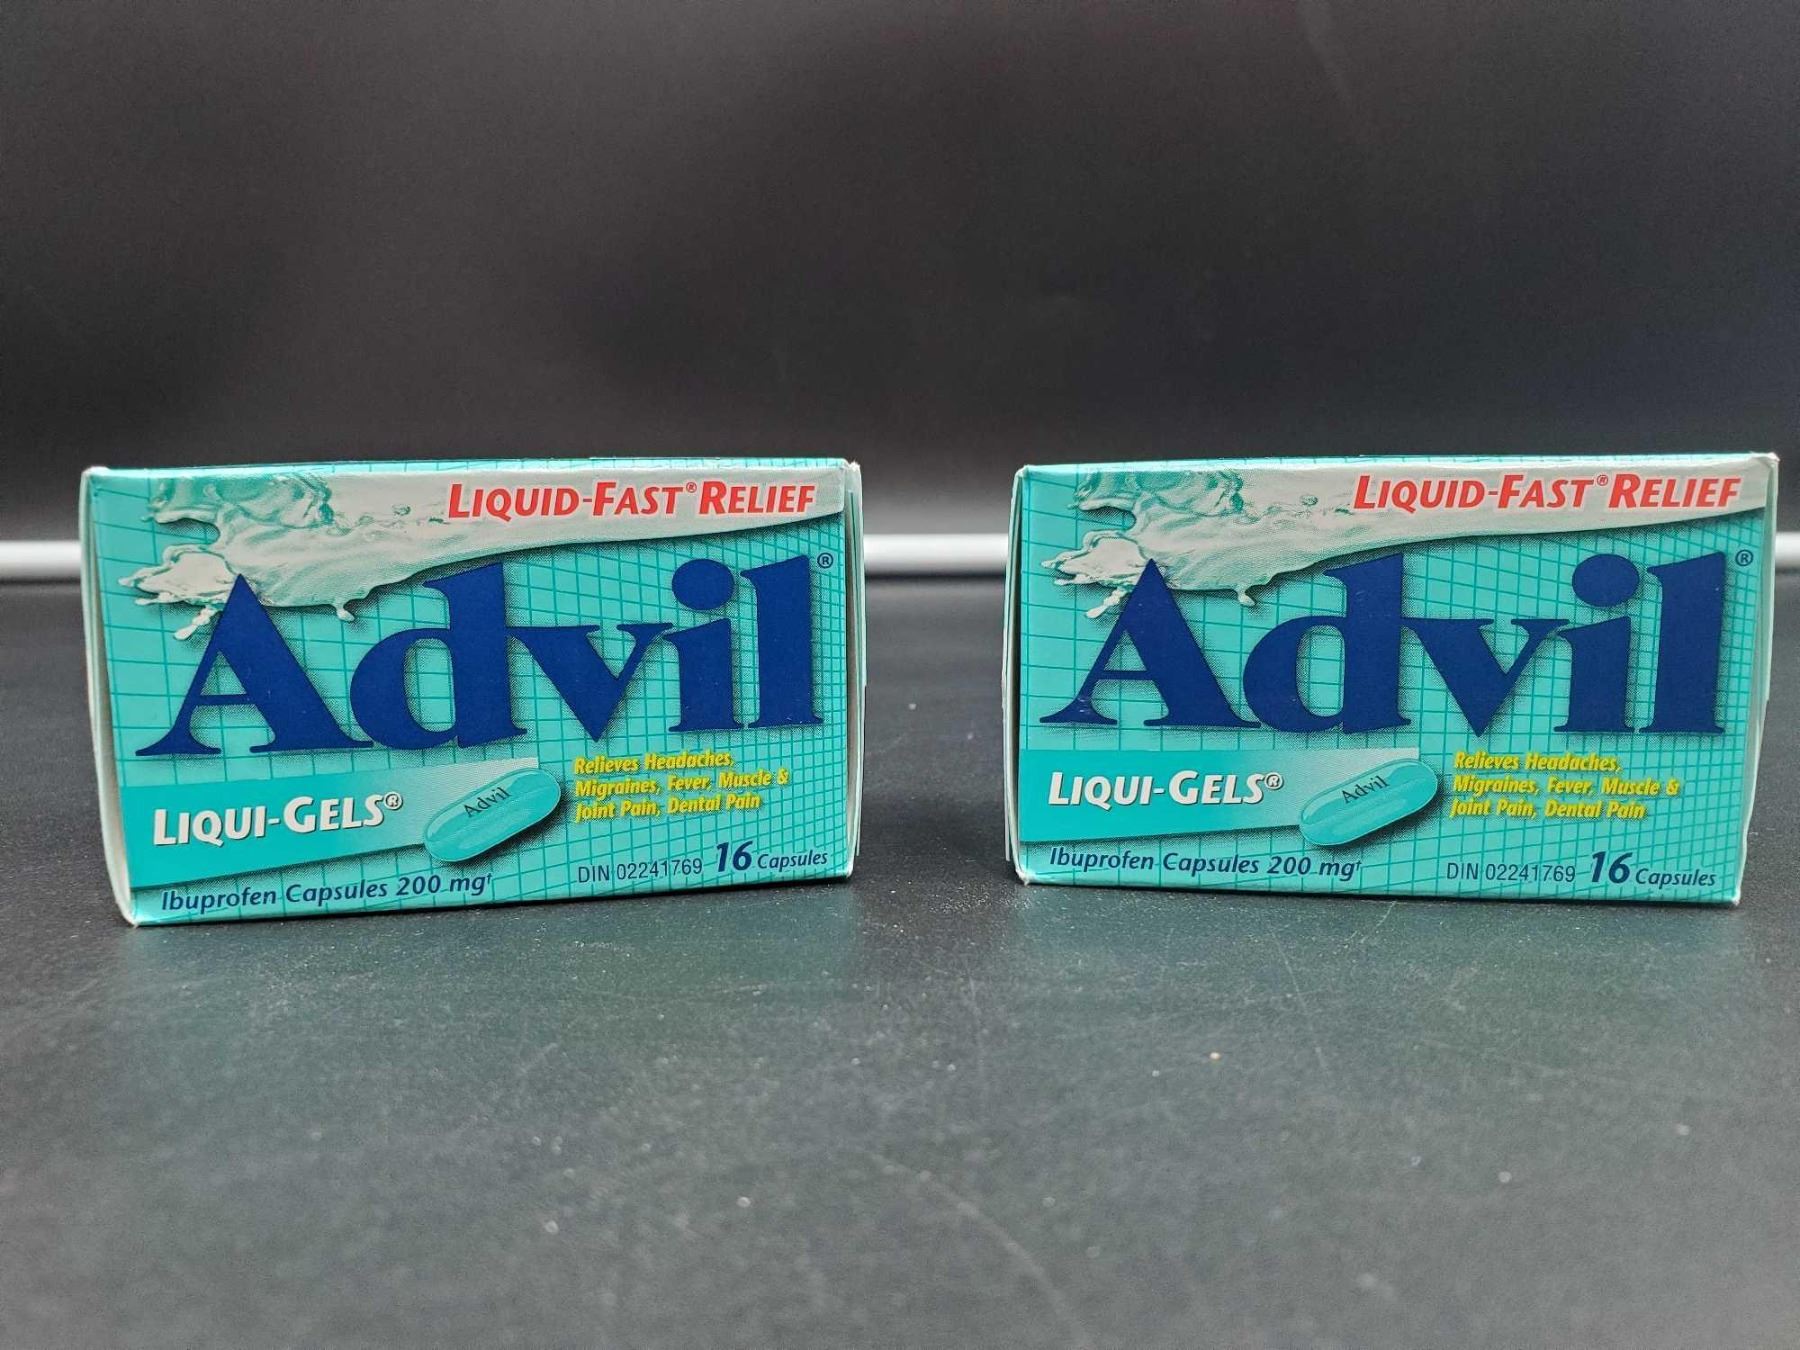 LIQUID-FAST® RELIEF
Advil®
LIQUI-GELS®
Advil
Relieves Headaches,
Migraines, Fever, Muscle &
Joint Pain, Dental Pain
Ibuprofen Capsules 200 mg†
DIN 02241769 16 Capsules
LIQUID-FAST® RELIEF
Advil®
LIQUI-GELS®
Advil
Relieves Headaches,
Migraines, Fever, Muscle &
Joint Pain, Dental Pain
Ibuprofen Capsules 200 mg†
DIN 02241769 16 Capsules